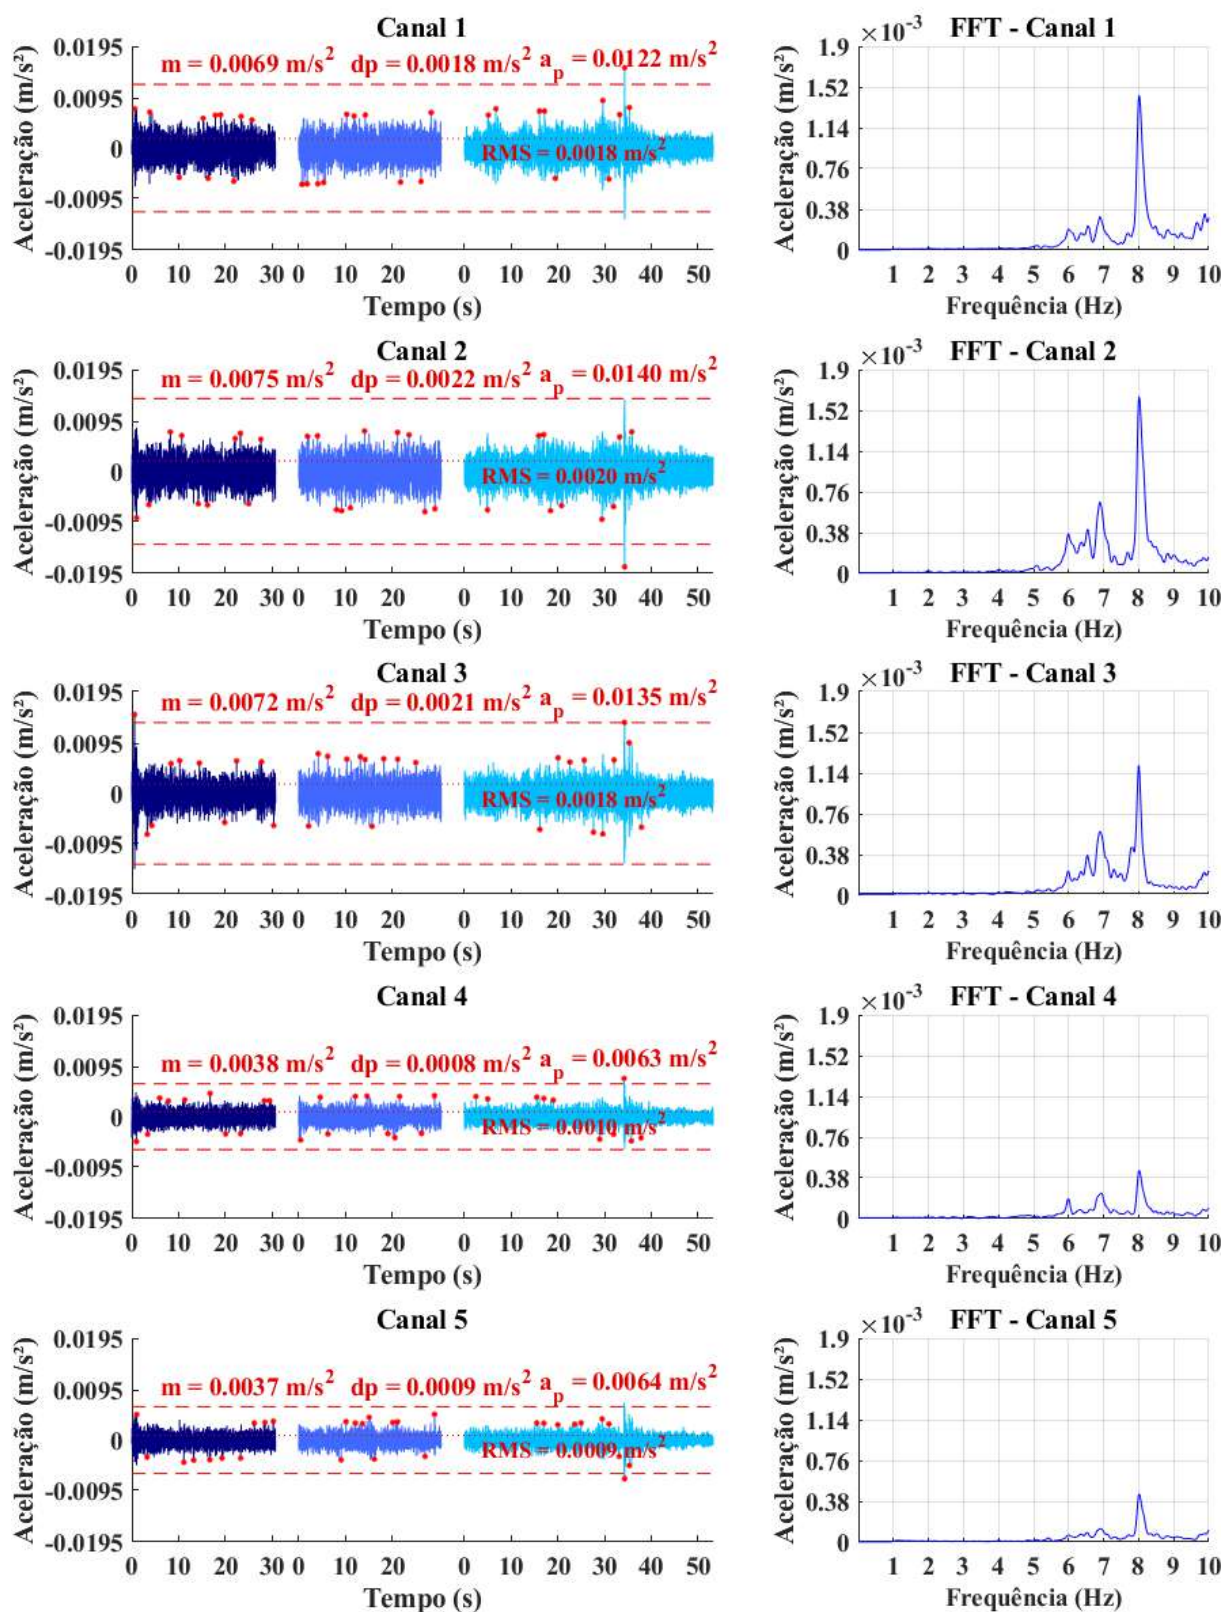 Canal 1
0.0195
m = 0.0069 m/s² dp = 0.0018 m/s² a_p = 0.0122 m/s²
0.0095
0
RMS = 0.0018 m/s²
-0.0095
-0.0195
Aceleração (m/s²)
0 10 20 30 0 10 20 0 10 20 30 40 50
Tempo (s)
×10⁻³ FFT - Canal 1
1.9
1.52
1.14
0.76
0.38
0
Aceleração (m/s²)
1 2 3 4 5 6 7 8 9 10
Frequência (Hz)
Canal 2
0.0195
m = 0.0075 m/s² dp = 0.0022 m/s² a_p = 0.0140 m/s²
0.0095
0
RMS = 0.0020 m/s²
-0.0095
-0.0195
Aceleração (m/s²)
0 10 20 30 0 10 20 0 10 20 30 40 50
Tempo (s)
×10⁻³ FFT - Canal 2
1.9
1.52
1.14
0.76
0.38
0
Aceleração (m/s²)
1 2 3 4 5 6 7 8 9 10
Frequência (Hz)
Canal 3
0.0195
m = 0.0072 m/s² dp = 0.0021 m/s² a_p = 0.0135 m/s²
0.0095
0
RMS = 0.0018 m/s²
-0.0095
-0.0195
Aceleração (m/s²)
0 10 20 30 0 10 20 0 10 20 30 40 50
Tempo (s)
×10⁻³ FFT - Canal 3
1.9
1.52
1.14
0.76
0.38
0
Aceleração (m/s²)
1 2 3 4 5 6 7 8 9 10
Frequência (Hz)
Canal 4
0.0195
m = 0.0038 m/s² dp = 0.0008 m/s² a_p = 0.0063 m/s²
0.0095
0
RMS = 0.0010 m/s²
-0.0095
-0.0195
Aceleração (m/s²)
0 10 20 30 0 10 20 0 10 20 30 40 50
Tempo (s)
×10⁻³ FFT - Canal 4
1.9
1.52
1.14
0.76
0.38
0
Aceleração (m/s²)
1 2 3 4 5 6 7 8 9 10
Frequência (Hz)
Canal 5
0.0195
m = 0.0037 m/s² dp = 0.0009 m/s² a_p = 0.0064 m/s²
0.0095
0
RMS = 0.0009 m/s²
-0.0095
-0.0195
Aceleração (m/s²)
0 10 20 30 0 10 20 0 10 20 30 40 50
Tempo (s)
×10⁻³ FFT - Canal 5
1.9
1.52
1.14
0.76
0.38
0
Aceleração (m/s²)
1 2 3 4 5 6 7 8 9 10
Frequência (Hz)